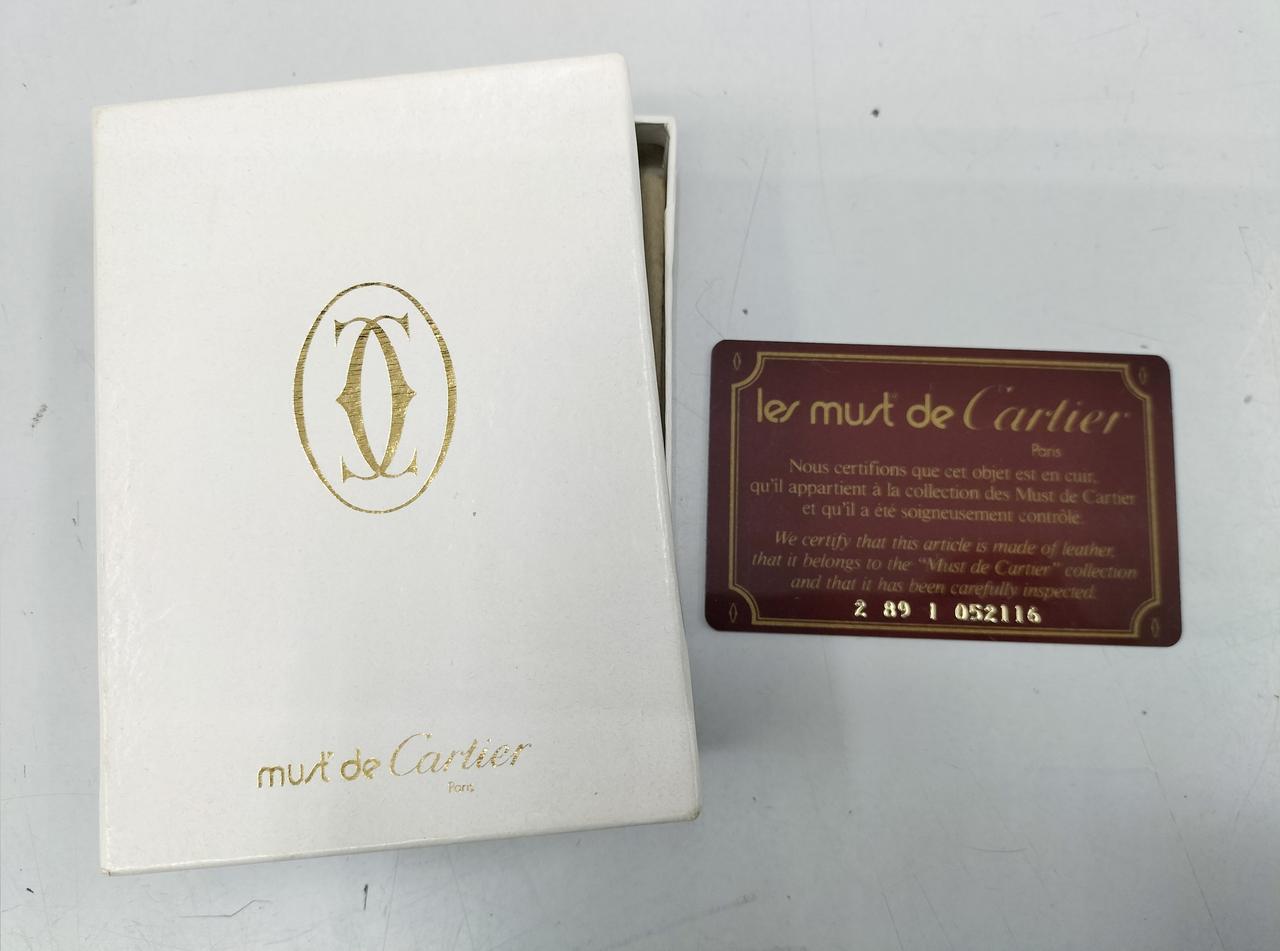 must de Cartier
Paris
les must de Cartier
Paris
Nous certifions que cet objet est en cuir,
qu'il appartient à la collection des Must de Cartier
et qu'il a été soigneusement contrôlé.
We certify that this article is made of leather,
that it belongs to the "Must de Cartier" collection
and that it has been carefully inspected.
2 89 1 052116